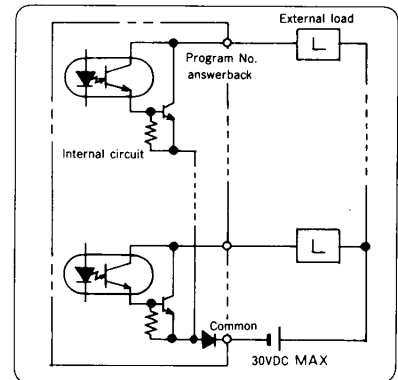 External load
L
Program No.
answerback
Internal circuit
L
Common
30VDC MAX